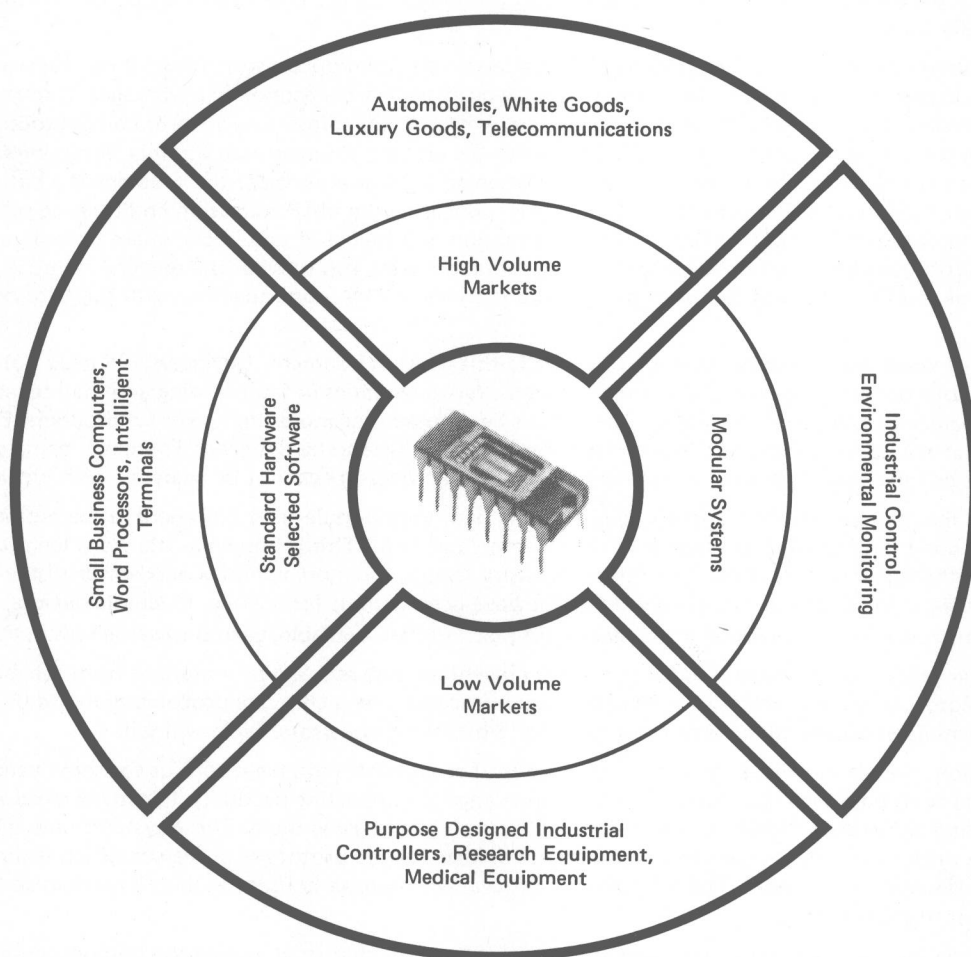 Automobiles, White Goods,
Luxury Goods, Telecommunications
High Volume
Markets
Small Business Computers,
Word Processors, Intelligent
Terminals
Standard Hardware
Selected Software
Modular Systems
Industrial Control
Environmental Monitoring
Low Volume
Markets
Purpose Designed Industrial
Controllers, Research Equipment,
Medical Equipment